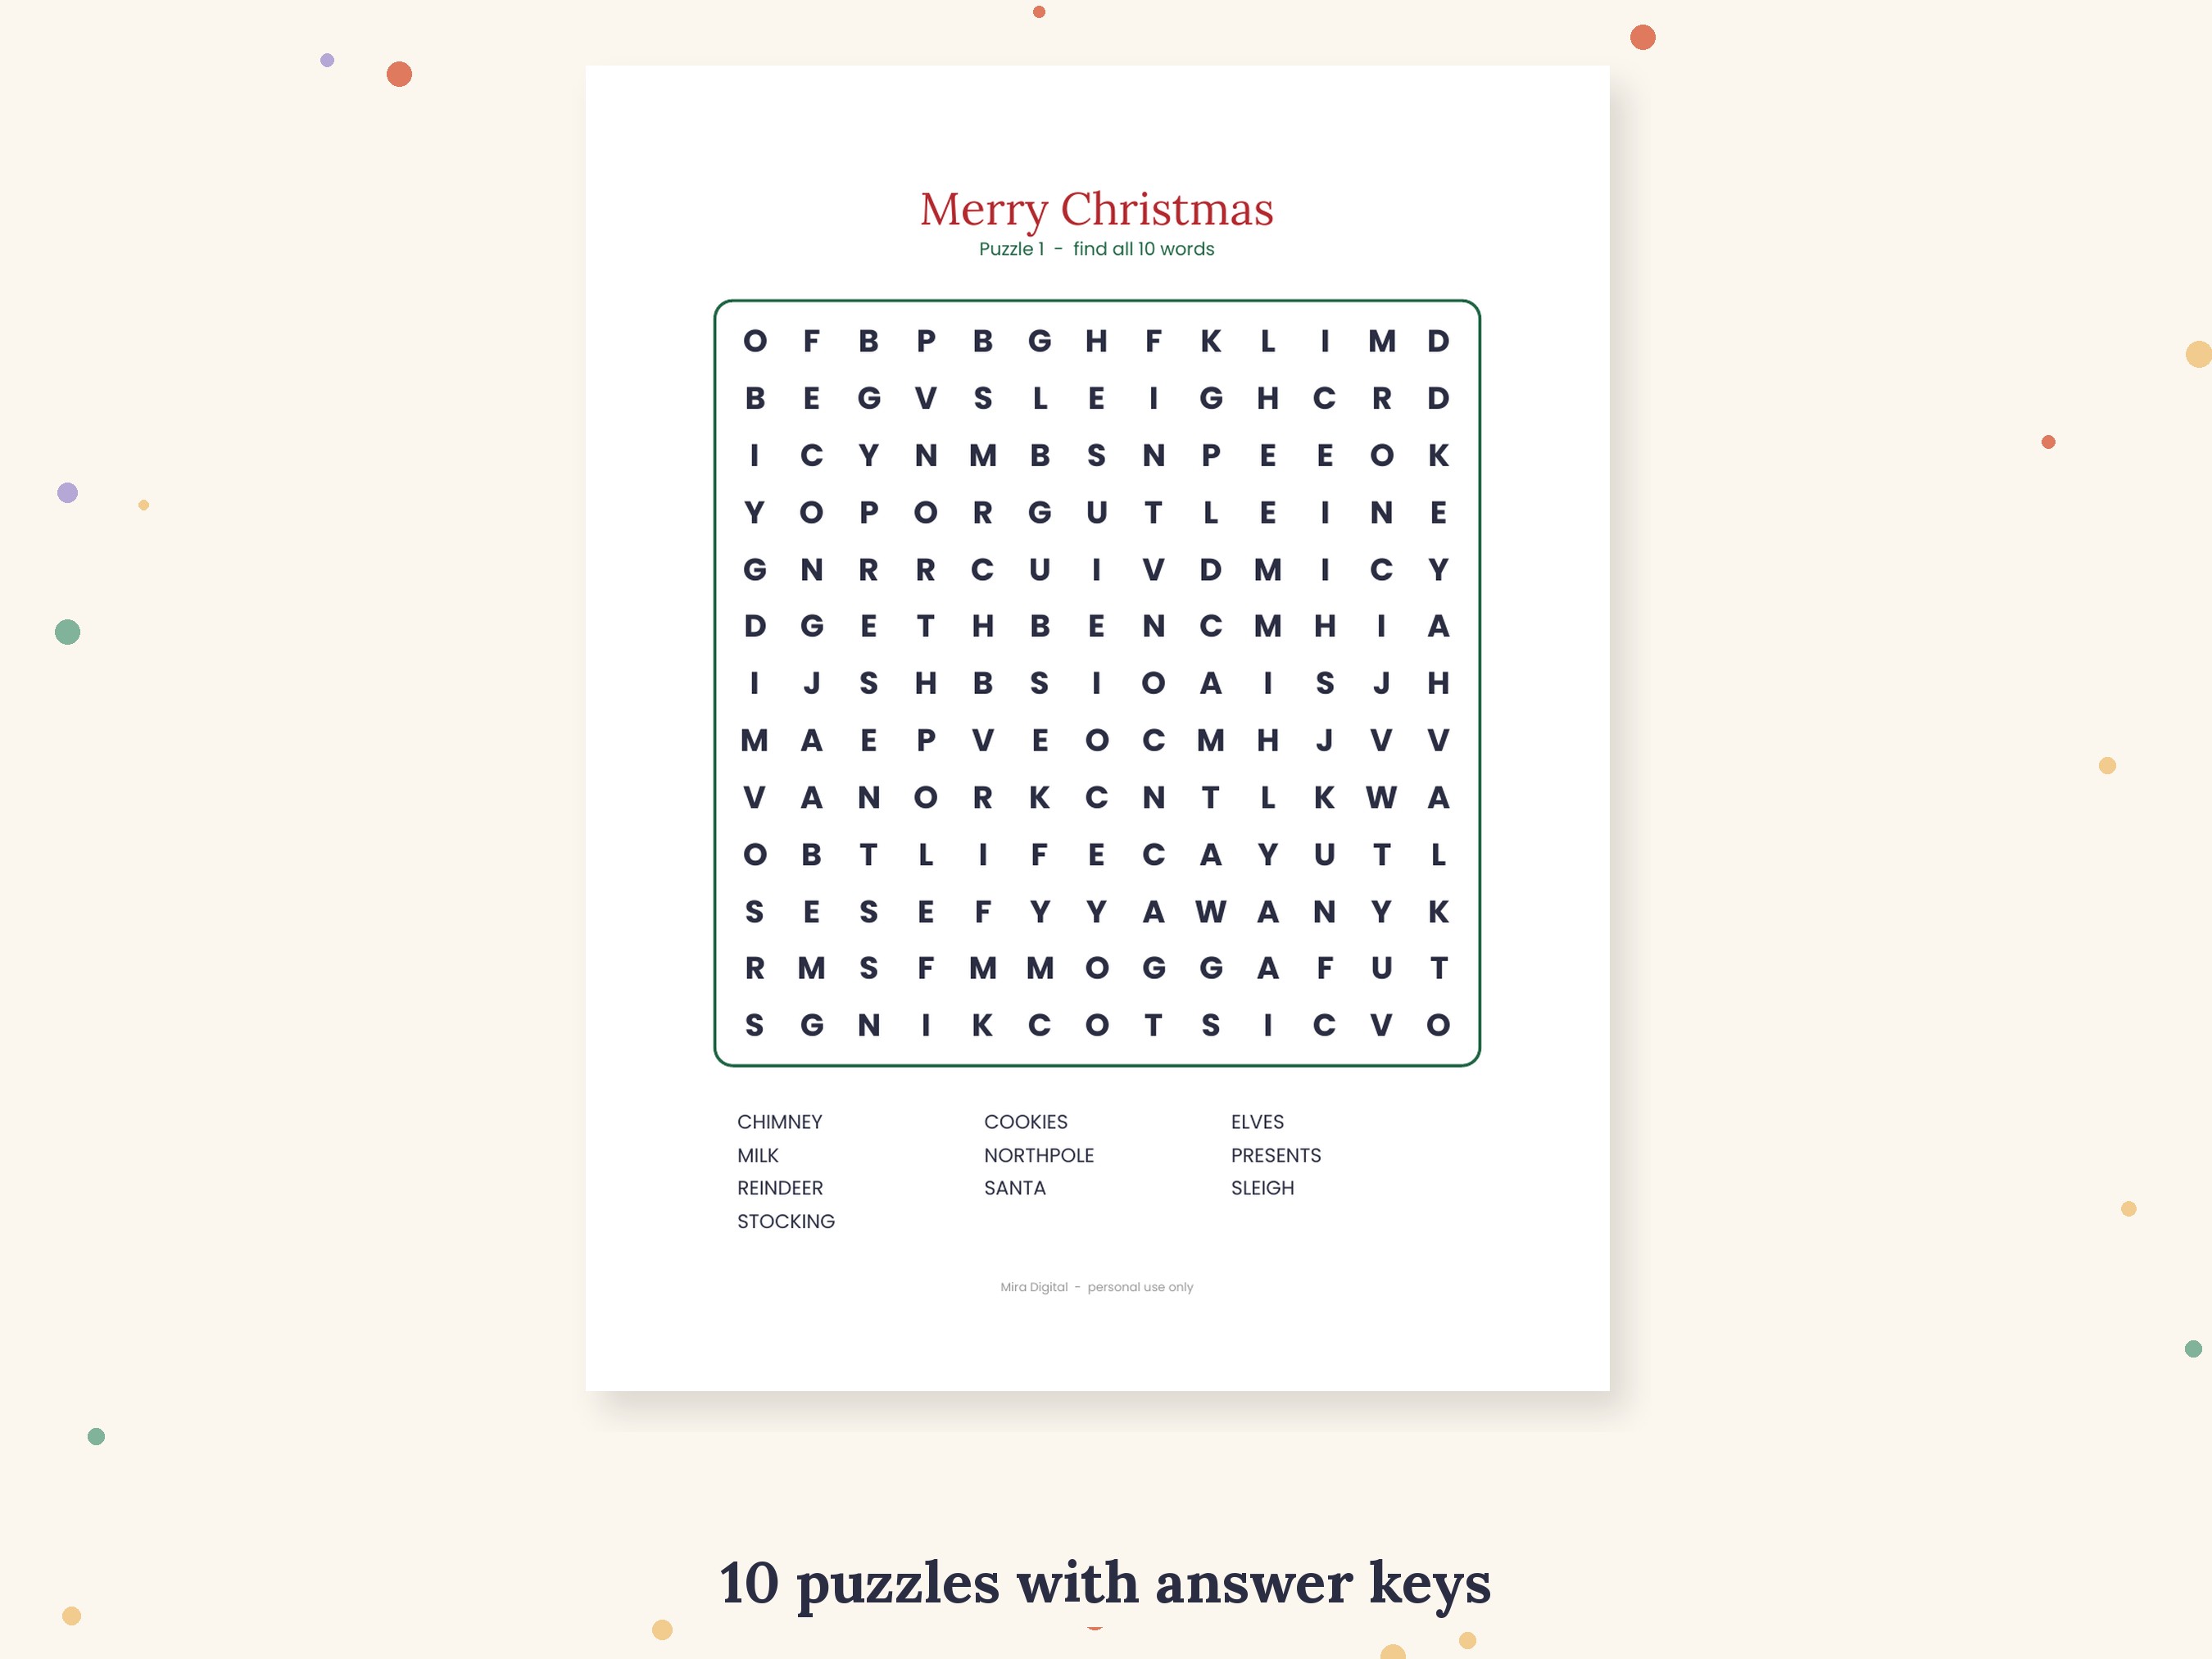 Merry Christmas
Puzzle 1 - find all 10 words
O F B P B G H F K L I M D
B E G V S L E I G H C R D
I C Y N M B S N P E E O K
Y O P O R G U T L E I N E
G N R R C U I V D M I C Y
D G E T H B E N C M H I A
I J S H B S I O A I S J H
M A E P V E O C M H J V V
V A N O R K C N T L K W A
O B T L I F E C A Y U T L
S E S E F Y Y A W A N Y K
R M S F M M O G G A F U T
S G N I K C O T S I C V O
CHIMNEY COOKIES ELVES
MILK NORTHPOLE PRESENTS
REINDEER SANTA SLEIGH
STOCKING
Mira Digital - personal use only
10 puzzles with answer keys